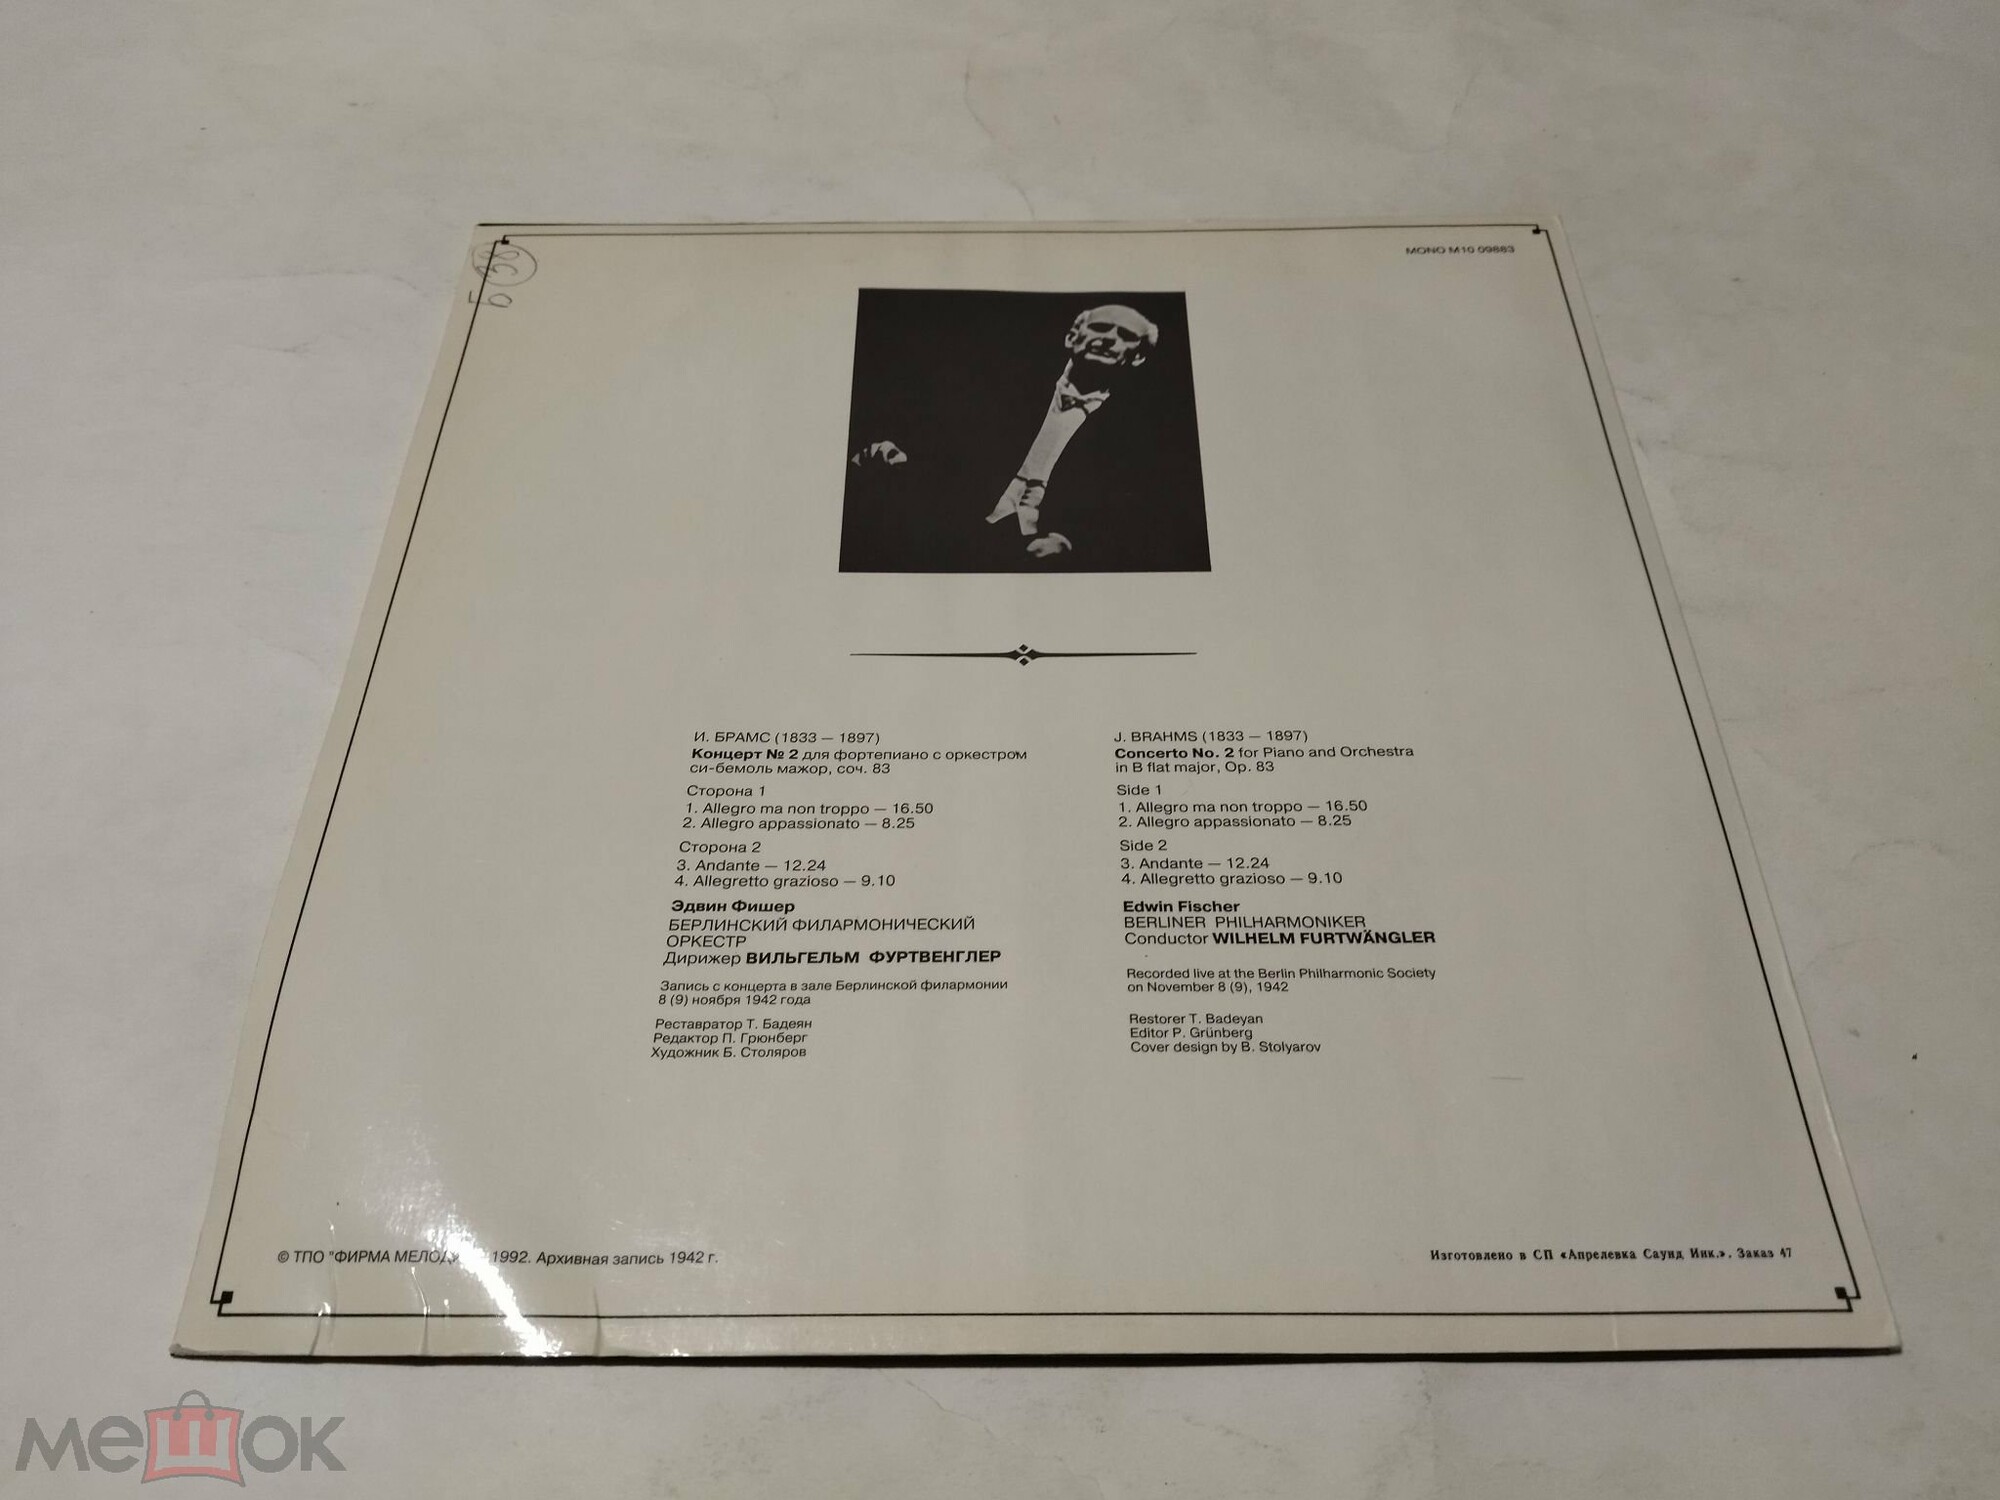 MONO M10 09883
И. БРАМС (1833 — 1897)
Концерт № 2 для фортепиано с оркестром
си-бемоль мажор, соч. 83
Сторона 1
1. Allegro ma non troppo — 16.50
2. Allegro appassionato — 8.25
Сторона 2
3. Andante — 12.24
4. Allegretto grazioso — 9.10
Эдвин Фишер
БЕРЛИНСКИЙ ФИЛАРМОНИЧЕСКИЙ
ОРКЕСТР
Дирижер ВИЛЬГЕЛЬМ ФУРТВЕНГЛЕР
Запись с концерта в зале Берлинской филармонии
8 (9) ноября 1942 года
Реставратор Т. Бадеян
Редактор П. Грюнберг
Художник Б. Столяров
J. BRAHMS (1833 — 1897)
Concerto No. 2 for Piano and Orchestra
in B flat major, Op. 83
Side 1
1. Allegro ma non troppo — 16.50
2. Allegro appassionato — 8.25
Side 2
3. Andante — 12.24
4. Allegretto grazioso — 9.10
Edwin Fischer
BERLINER PHILHARMONIKER
Conductor WILHELM FURTWÄNGLER
Recorded live at the Berlin Philharmonic Society
on November 8 (9), 1942
Restorer T. Badeyan
Editor P. Grünberg
Cover design by B. Stolyarov
© ТПО "ФИРМА 1992. Архивная запись 1942 г.
Изготовлено в СП «Апрелевка Саунд Инк.». Заказ 47
мешок